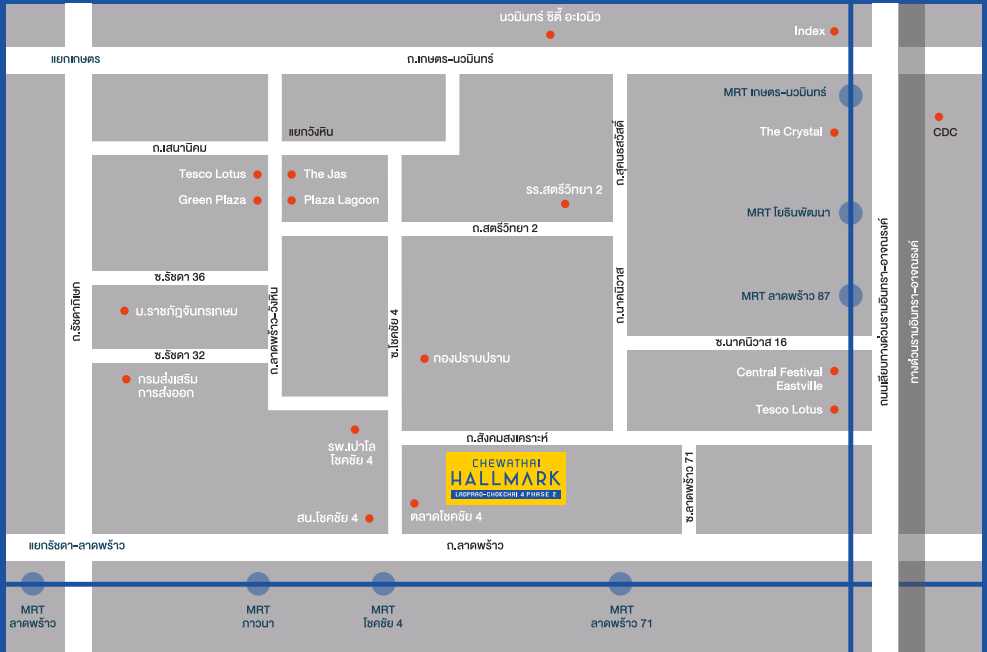 นวมินทร์ ซิตี้ อะเวนิว
Index
แยกเกษตร
ถ.เกษตร-นวมินทร์
MRT เกษตร-นวมินทร์
The Crystal
CDC
แยกวังหิน
ถ.เสนานิคม
ถ.สุคนธสวัสดิ์
Tesco Lotus
The Jas
Green Plaza
Plaza Lagoon
รร.สตรีวิทยา 2
MRT โยธินพัฒนา
ถ.สตรีวิทยา 2
ซ.รัชดา 36
ถ.รัชดาภิเษก
ม.ราชภัฎจันทรเกษม
ถ.ลาดพร้าว-วังหิน
ซ.โชคชัย 4
ถ.นาคนิวาส
MRT ลาดพร้าว 87
ถนนเลียบทางด่วนรามอินทรา-อาจณรงค์
ทางด่วนรามอินทรา-อาจณรงค์
ซ.รัชดา 32
กองปราบปราม
ซ.นาคนิวาส 16
กรมส่งเสริม
การส่งออก
Central Festival
Eastville
Tesco Lotus
รพ.เปาโล
โชคชัย 4
ถ.สังคมสงเคราะห์
CHEWATHAI
HALLMARK
LADPRAO-CHOKCHAI 4 PHASE 2
ซ.ลาดพร้าว 71
สน.โชคชัย 4
ตลาดโชคชัย 4
แยกรัชดา-ลาดพร้าว
ถ.ลาดพร้าว
MRT
ลาดพร้าว
MRT
ภาวนา
MRT
โชคชัย 4
MRT
ลาดพร้าว 71